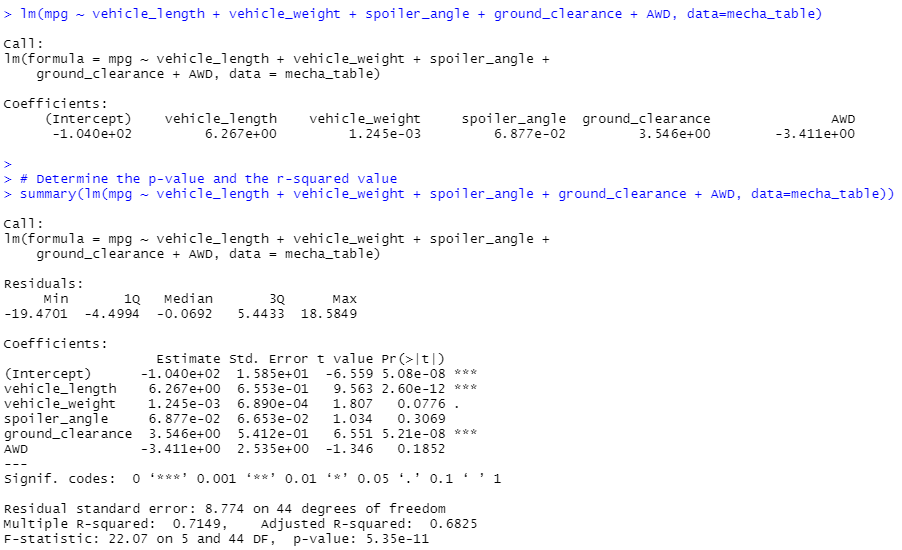 > lm(mpg ~ vehicle_length + vehicle_weight + spoiler_angle + ground_clearance + AWD, data=mecha_table)
Call:
lm(formula = mpg ~ vehicle_length + vehicle_weight + spoiler_angle +
    ground_clearance + AWD, data = mecha_table)
Coefficients:
     (Intercept)    vehicle_length    vehicle_weight     spoiler_angle  ground_clearance               AWD
      -1.040e+02         6.267e+00         1.245e-03         6.877e-02         3.546e+00        -3.411e+00
>
> # Determine the p-value and the r-squared value
> summary(lm(mpg ~ vehicle_length + vehicle_weight + spoiler_angle + ground_clearance + AWD, data=mecha_table))
Call:
lm(formula = mpg ~ vehicle_length + vehicle_weight + spoiler_angle +
    ground_clearance + AWD, data = mecha_table)
Residuals:
     Min       1Q   Median       3Q      Max
-19.4701  -4.4994  -0.0692   5.4433  18.5849
Coefficients:
                   Estimate Std. Error t value Pr(>|t|)
(Intercept)      -1.040e+02  1.585e+01  -6.559 5.08e-08 ***
vehicle_length    6.267e+00  6.553e-01   9.563 2.60e-12 ***
vehicle_weight    1.245e-03  6.890e-04   1.807   0.0776 .
spoiler_angle     6.877e-02  6.653e-02   1.034   0.3069
ground_clearance  3.546e+00  5.412e-01   6.551 5.21e-08 ***
AWD              -3.411e+00  2.535e+00  -1.346   0.1852
---
Signif. codes:  0 ‘***’ 0.001 ‘**’ 0.01 ‘*’ 0.05 ‘.’ 0.1 ‘ ’ 1
Residual standard error: 8.774 on 44 degrees of freedom
Multiple R-squared:  0.7149,    Adjusted R-squared:  0.6825
F-statistic: 22.07 on 5 and 44 DF,  p-value: 5.35e-11